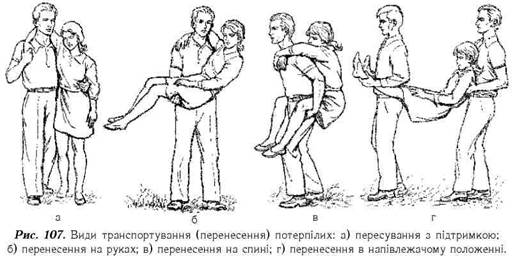 а б в г
Рис. 107. Види транспортування (перенесення) потерпілих: а) пересування з підтримкою;
б) перенесення на руках; в) перенесення на спині; г) перенесення в напівлежачому положенні.